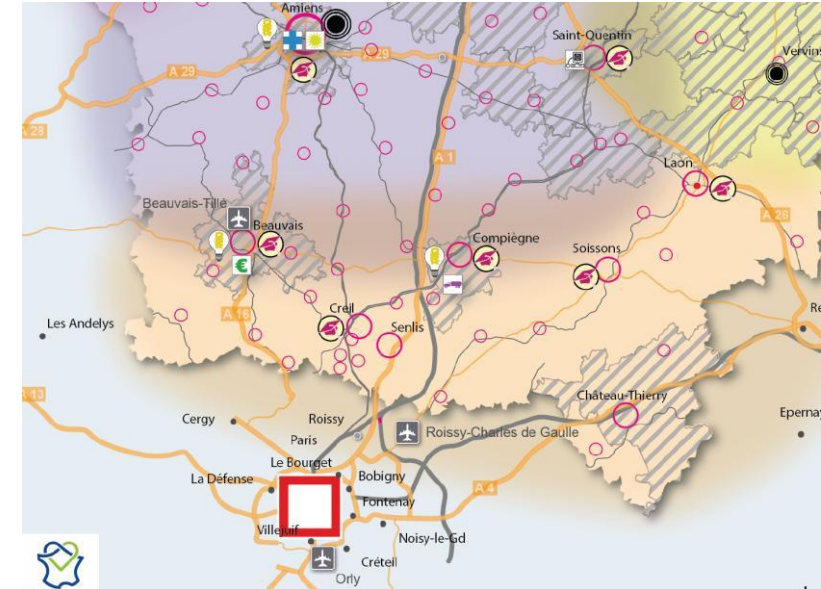 Amiens
Saint-Quentin
Vervins
A 29
A 29
A 28
A 1
Laon
A 26
Beauvais-Tillé
Beauvais
€
Compiègne
Soissons
Creil
Senlis
Les Andelys
A 16
A 13
Château-Thierry
Cergy
Roissy
Roissy-Charles de Gaulle
Paris
Le Bourget
La Défense
Bobigny
A 4
Fontenay
Villejuif
Noisy-le-Gd
Créteil
Orly